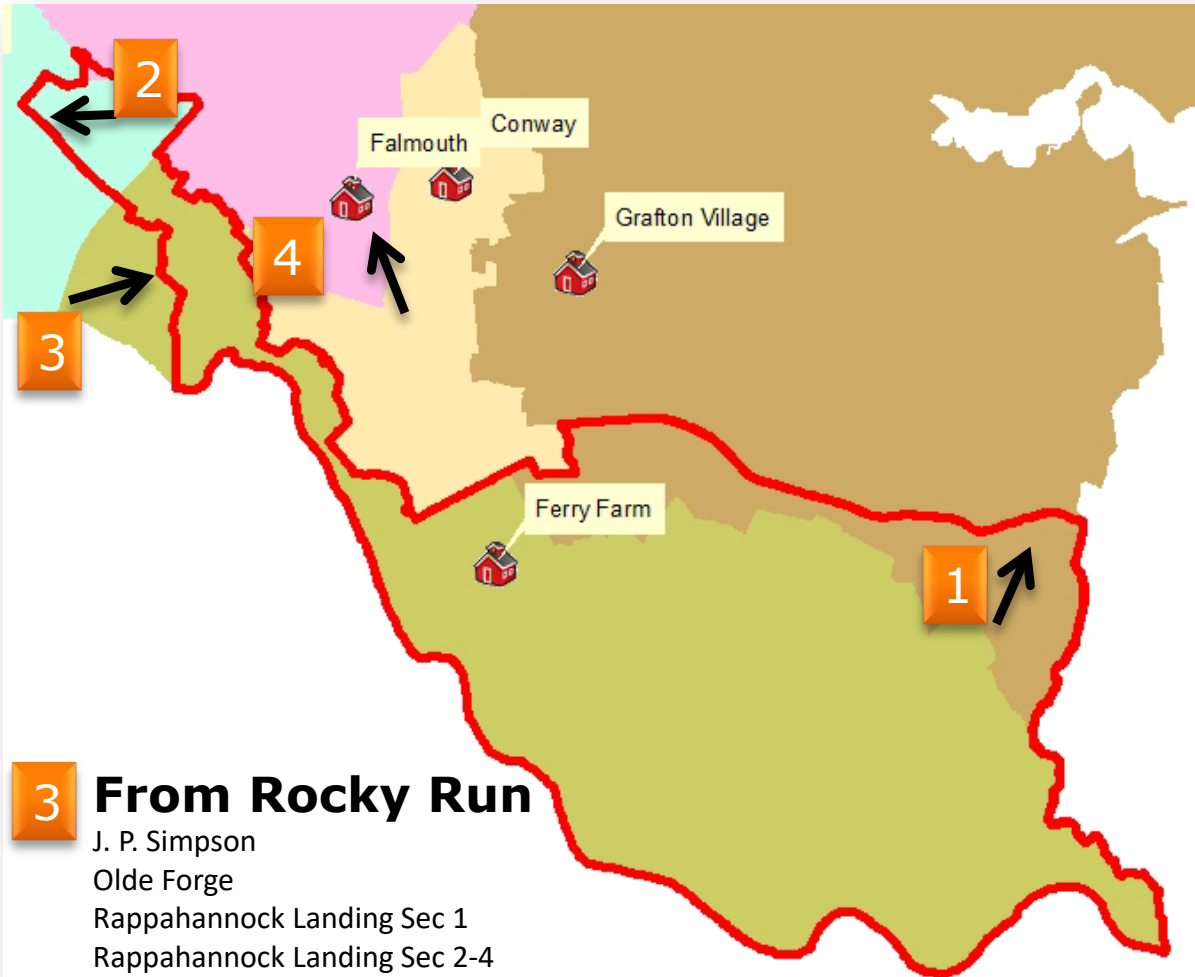 2
Conway
Falmouth
Grafton Village
4
3
Ferry Farm
1
3 From Rocky Run
J. P. Simpson
Olde Forge
Rappahannock Landing Sec 1
Rappahannock Landing Sec 2-4